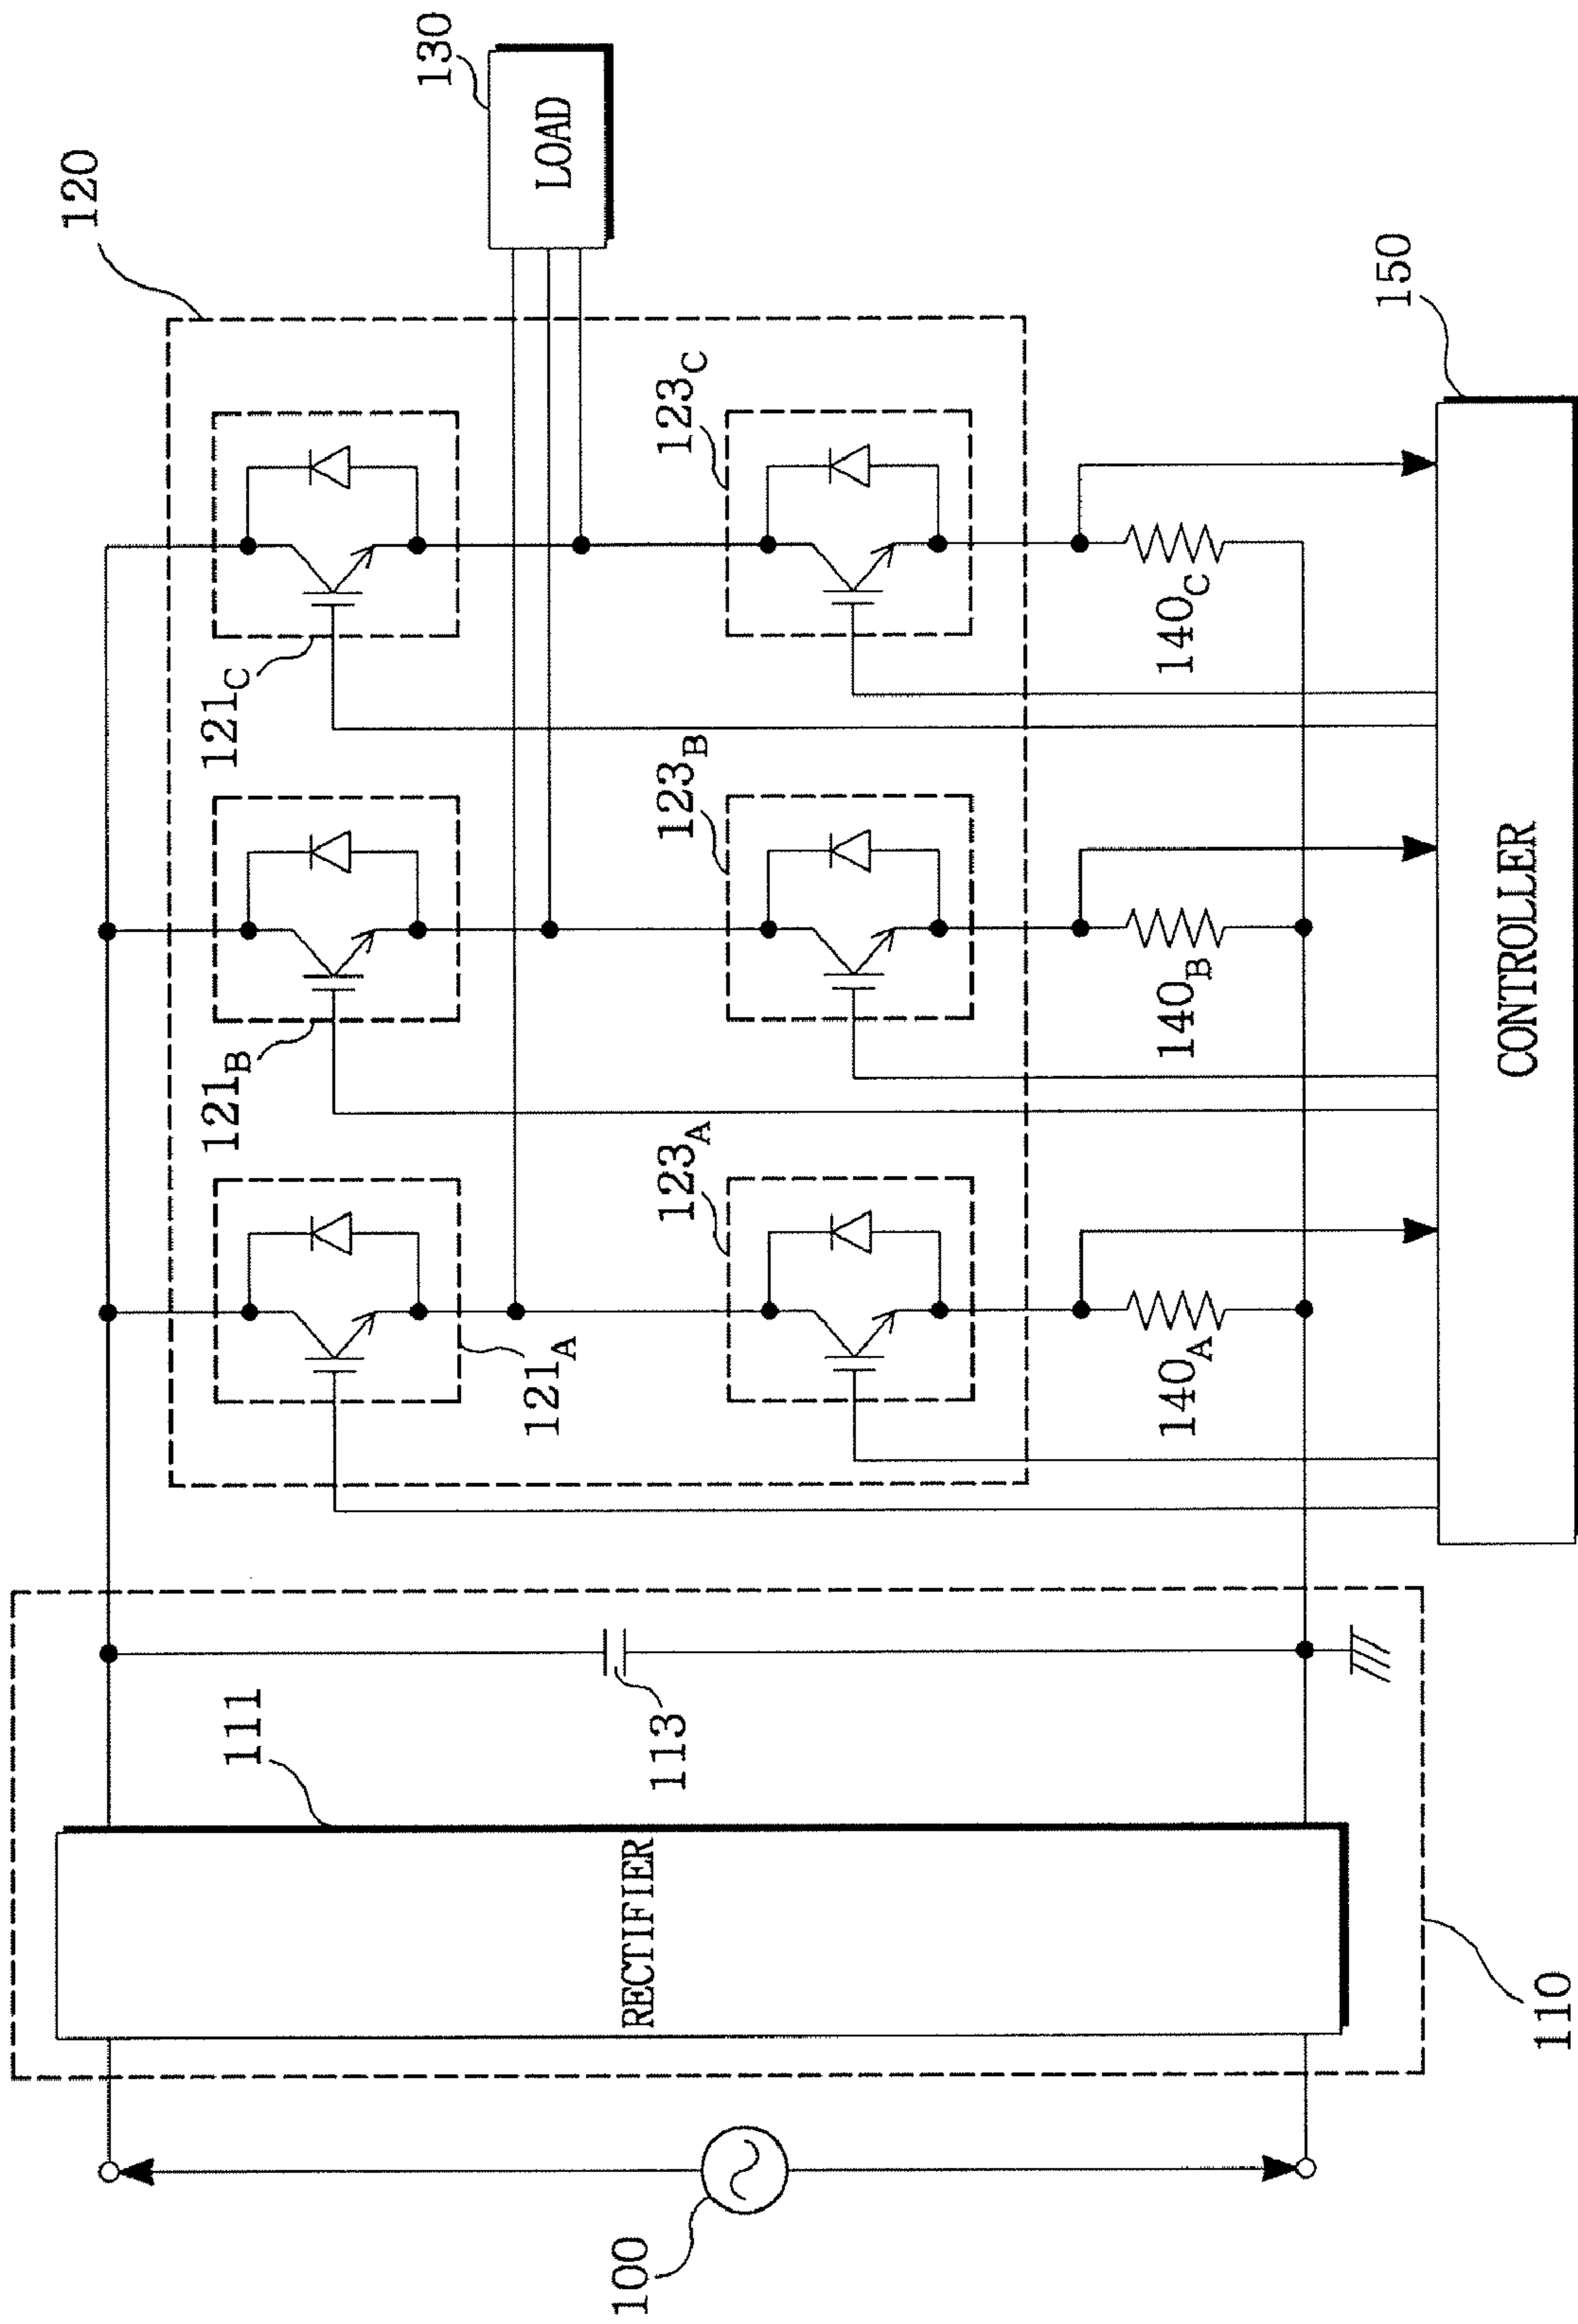 120
130
LOAD
121C
123C
150
121B
123B
140C
121A
123A
140B
140A
CONTROLLER
111
113
RECTIFIER
110
100